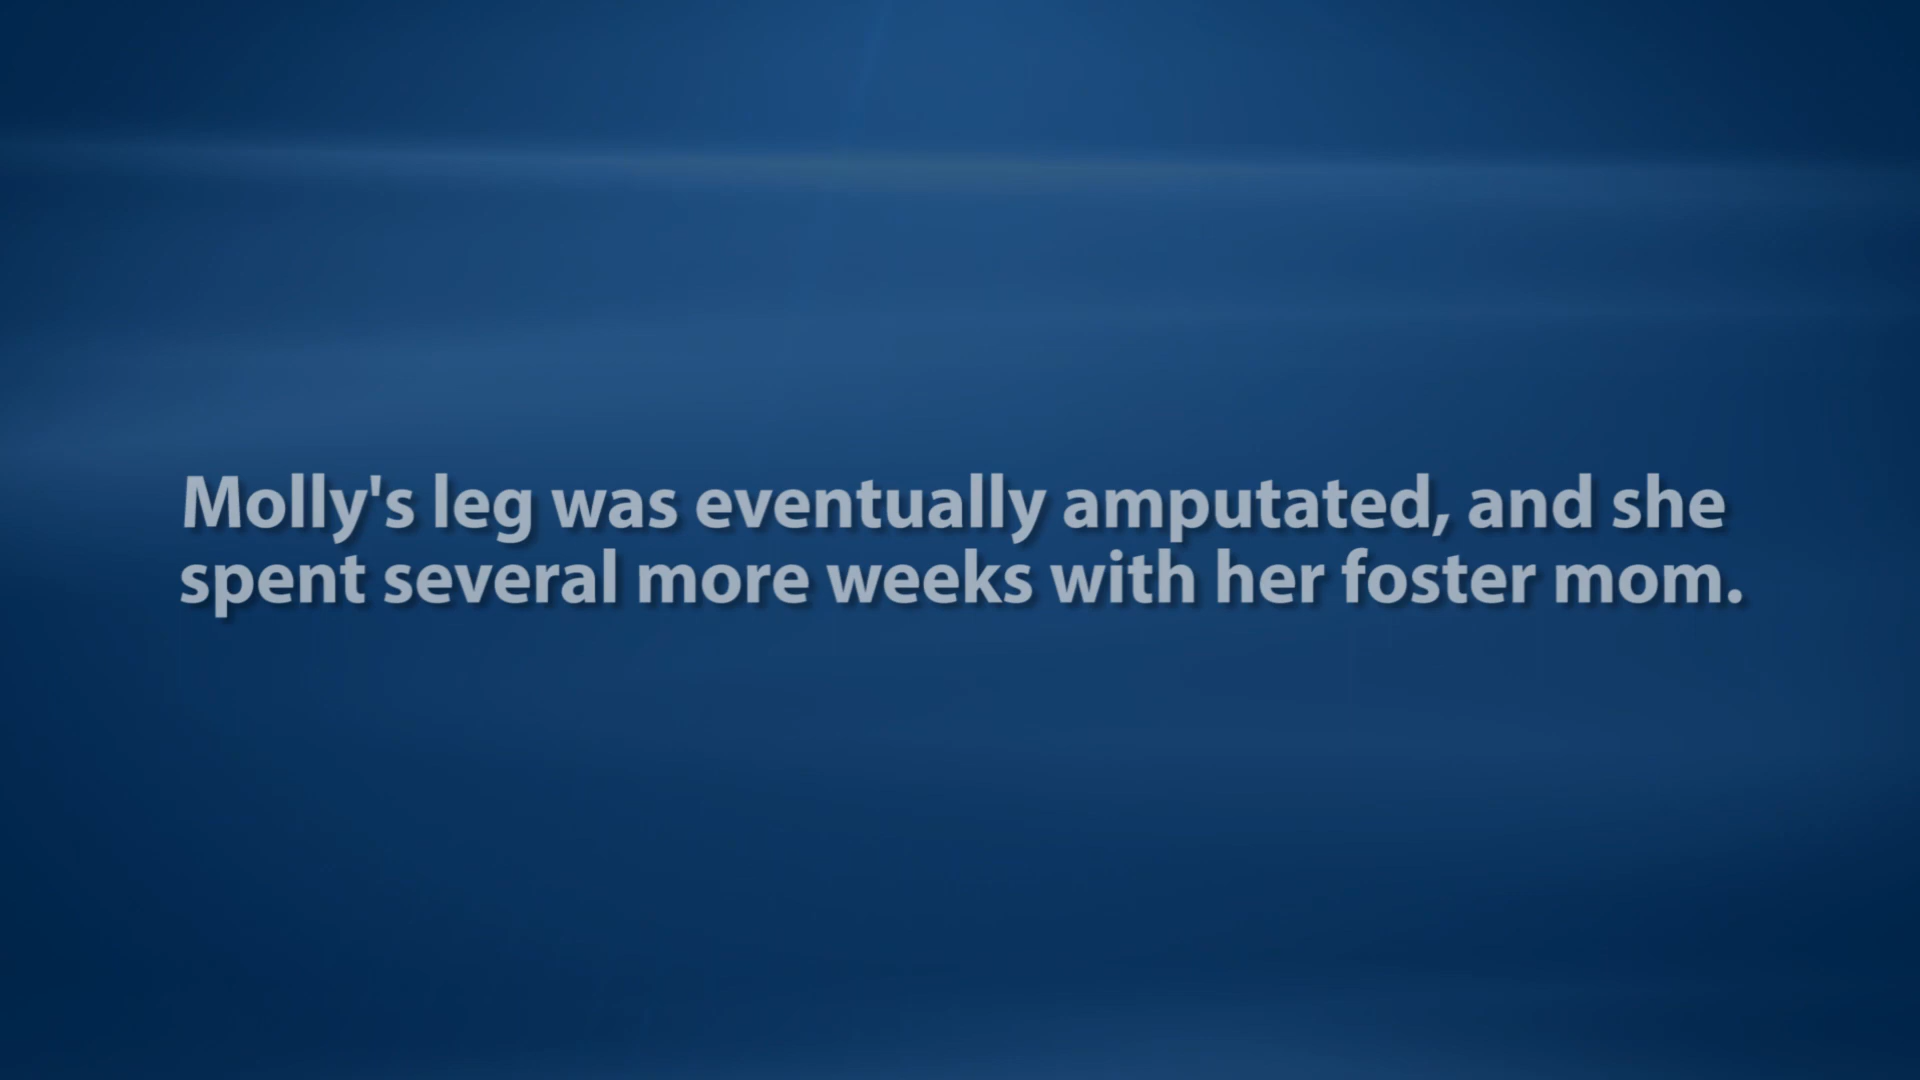 Molly's leg was eventually amputated, and she
spent several more weeks with her foster mom.